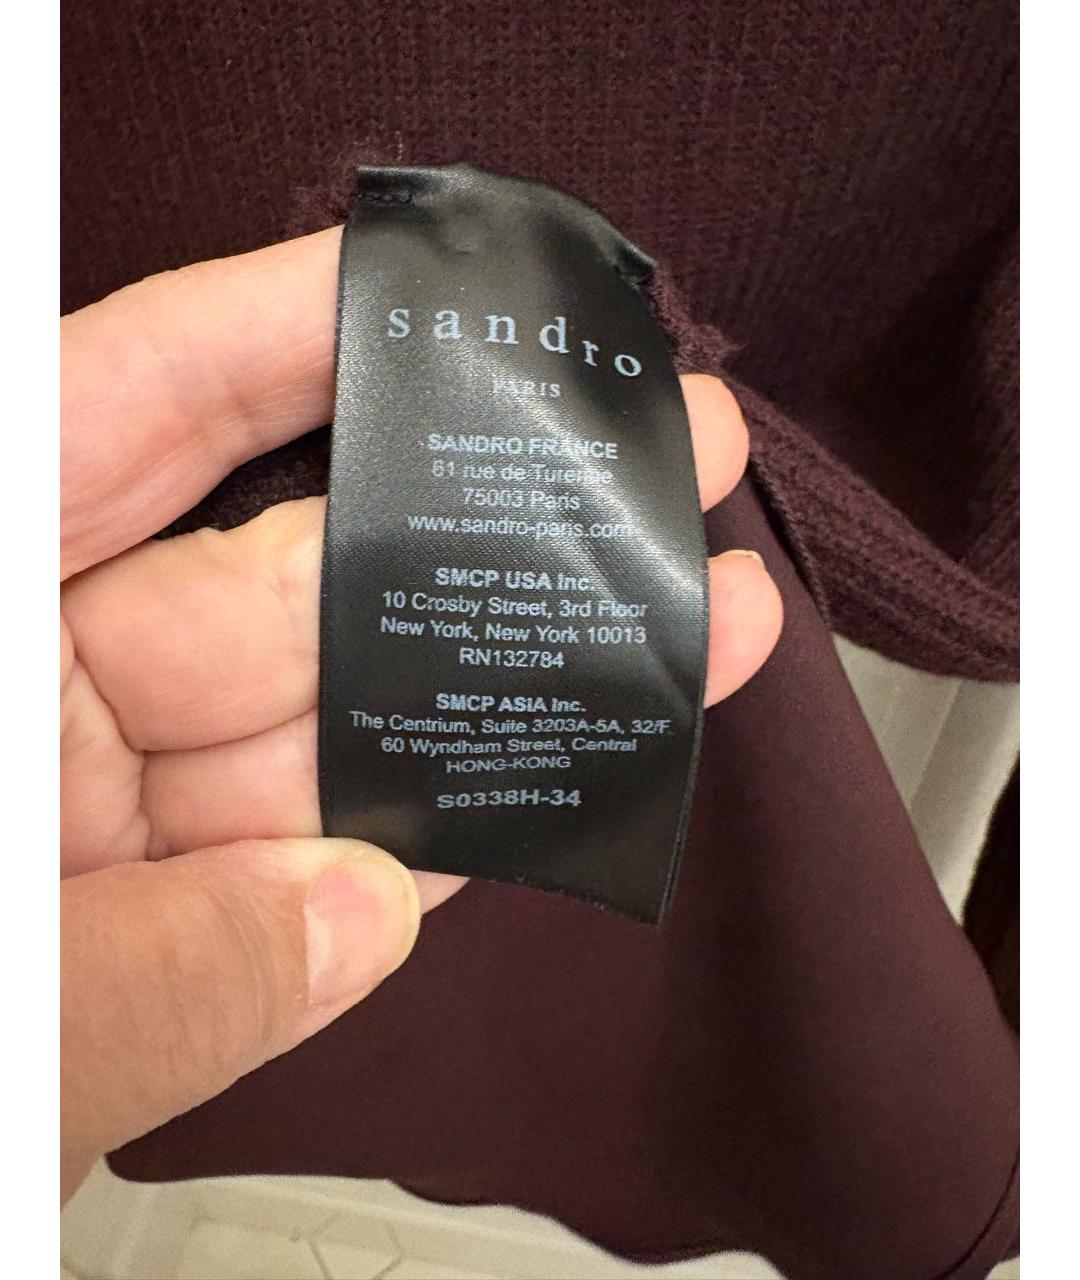 sandro
PARIS
SANDRO FRANCE
61 rue de Turenne
75003 Paris
www.sandro-paris.com
SMCP USA Inc.
10 Crosby Street, 3rd Floor
New York, New York 10013
RN132784
SMCP ASIA Inc.
The Centrium, Suite 3203A-5A, 32/F
60 Wyndham Street, Central
HONG-KONG
S0338H-34